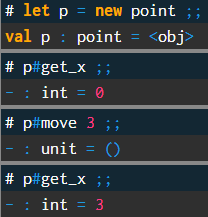 # let p = new point ;;
val p : point = <obj>
# p#get_x ;;
- : int = 0
# p#move 3 ;;
- : unit = ()
# p#get_x ;;
- : int = 3